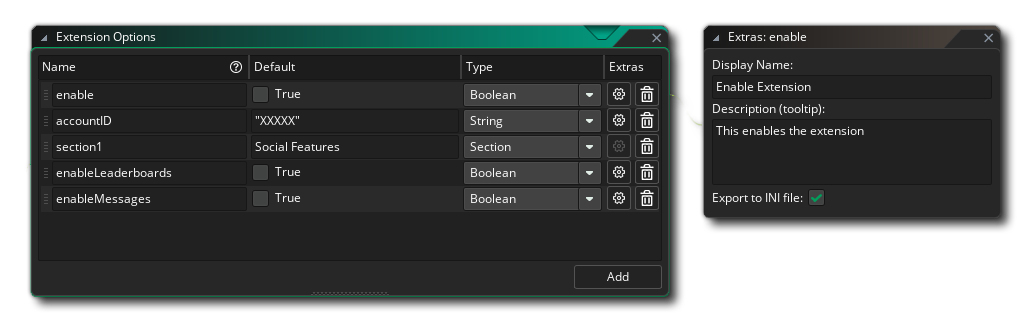 Extension Options
Name Default Type Extras
enable True Boolean
accountID "XXXXX" String
section1 Social Features Section
enableLeaderboards True Boolean
enableMessages True Boolean
Add
Extras: enable
Display Name:
Enable Extension
Description (tooltip):
This enables the extension
Export to INI file: